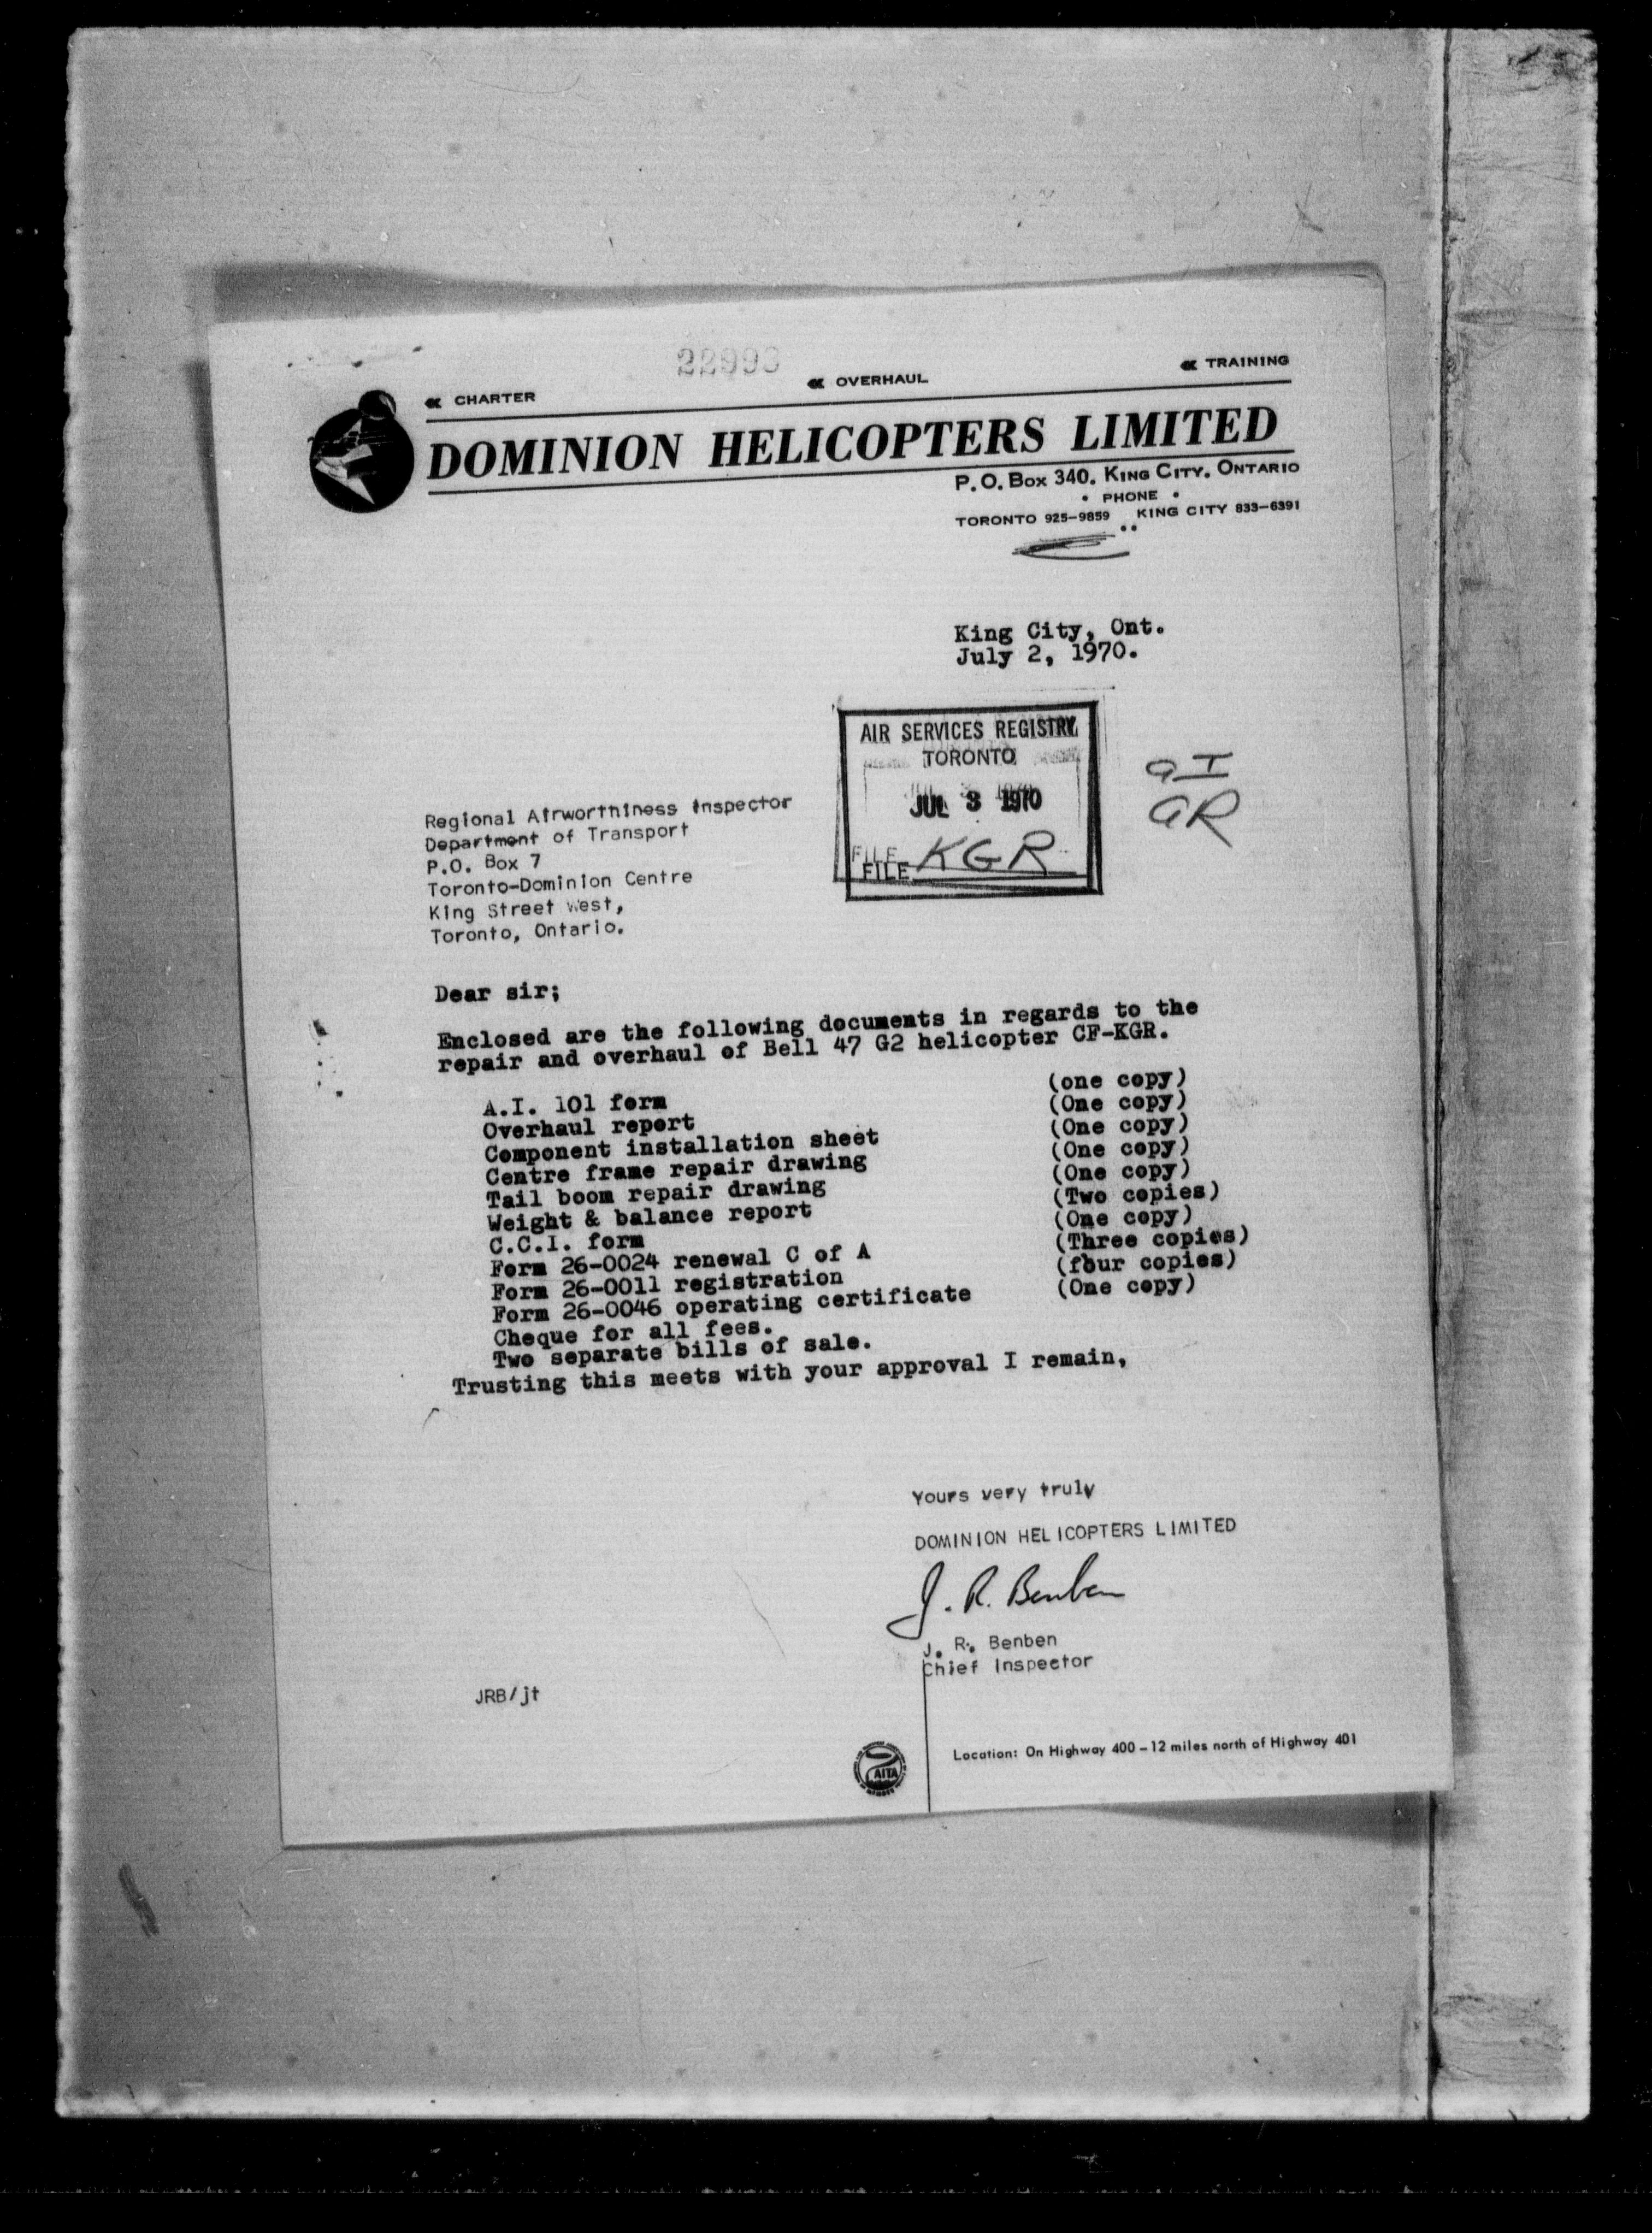 22993
CHARTER
OVERHAUL
TRAINING
DOMINION HELICOPTERS LIMITED
P.O. BOX 340, KING CITY, ONTARIO
• PHONE •
TORONTO 925-9859 KING CITY 833-6391
King City, Ont.
July 2, 1970.
AIR SERVICES REGISTRY
TORONTO
JUL 3 1970
FILE
FILE KGR
aI
aR
Regional Airworthiness Inspector
Department of Transport
P.O. Box 7
Toronto-Dominion Centre
King Street West,
Toronto, Ontario.
Dear sir;
Enclosed are the following documents in regards to the
repair and overhaul of Bell 47 G2 helicopter CF-KGR.
A.I. 101 form (one copy)
Overhaul report (One copy)
Component installation sheet (One copy)
Centre frame repair drawing (One copy)
Tail boom repair drawing (One copy)
Weight & balance report (Two copies)
C.C.I. form (One copy)
Form 26-0024 renewal C of A (Three copies)
Form 26-0011 registration (four copies)
Form 26-0046 operating certificate (One copy)
Cheque for all fees.
Two separate bills of sale.
Trusting this meets with your approval I remain,
Yours very truly
DOMINION HELICOPTERS LIMITED
J. R. Benben
J. R. Benben
Chief Inspector
JRB/jt
AITA
Location: On Highway 400 - 12 miles north of Highway 401